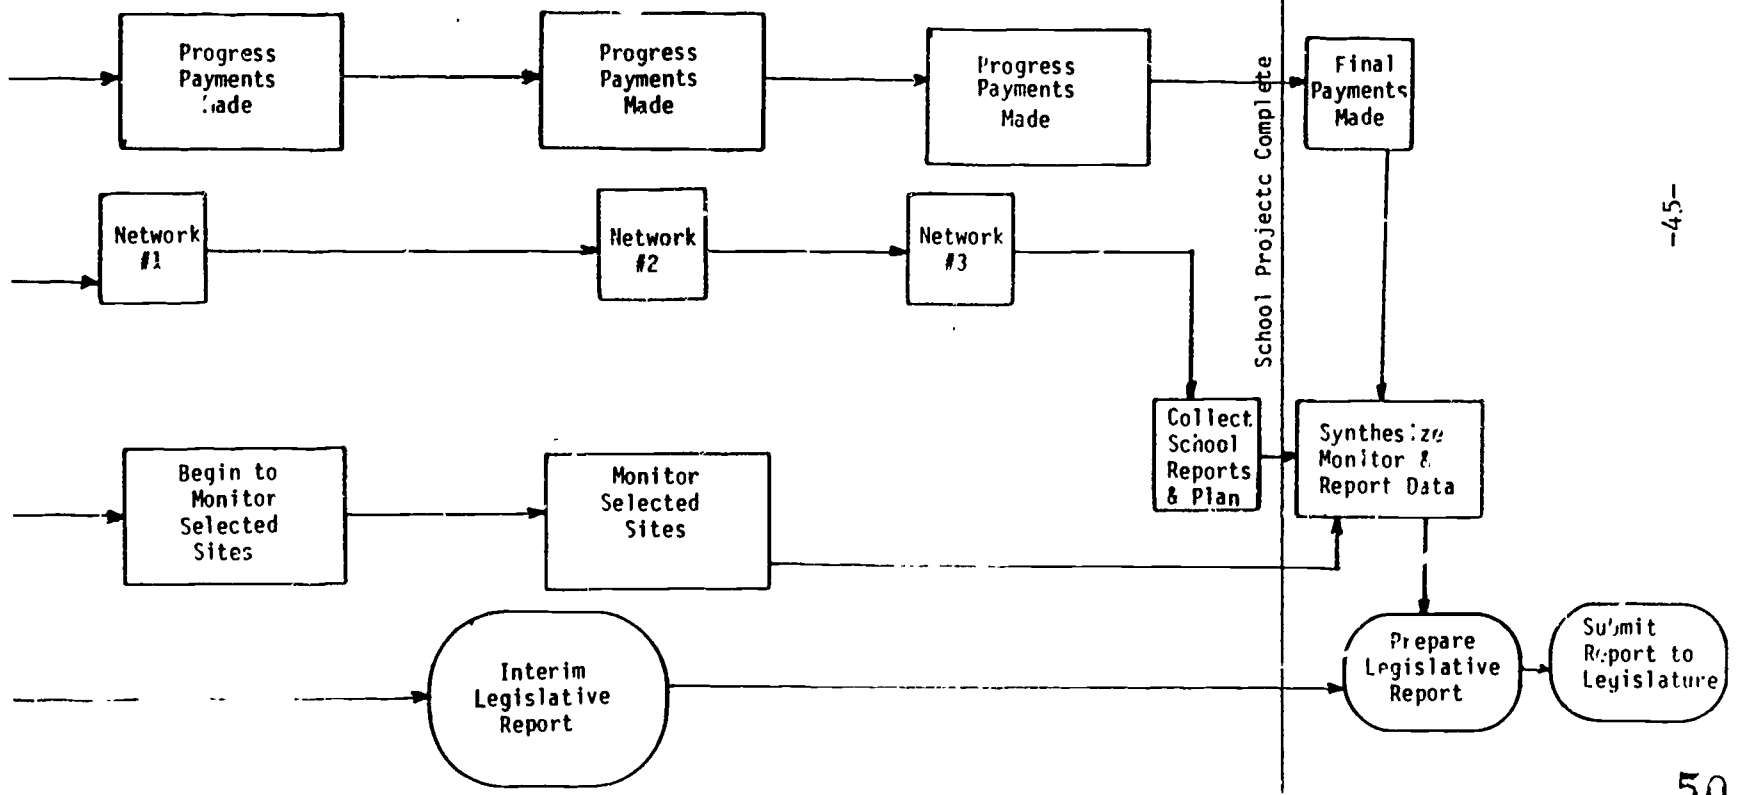 Progress
Payments
Made
Progress
Payments
Made
Progress
Payments
Made
Final
Payments
Made
School Projectc Complete
-45-
Network
#1
Network
#2
Network
#3
Collect
School
Reports
& Plan
Synthesize
Monitor &
Report Data
Begin to
Monitor
Selected
Sites
Monitor
Selected
Sites
Interim
Legislative
Report
Prepare
Legislative
Report
Submit
Report to
Legislature
50